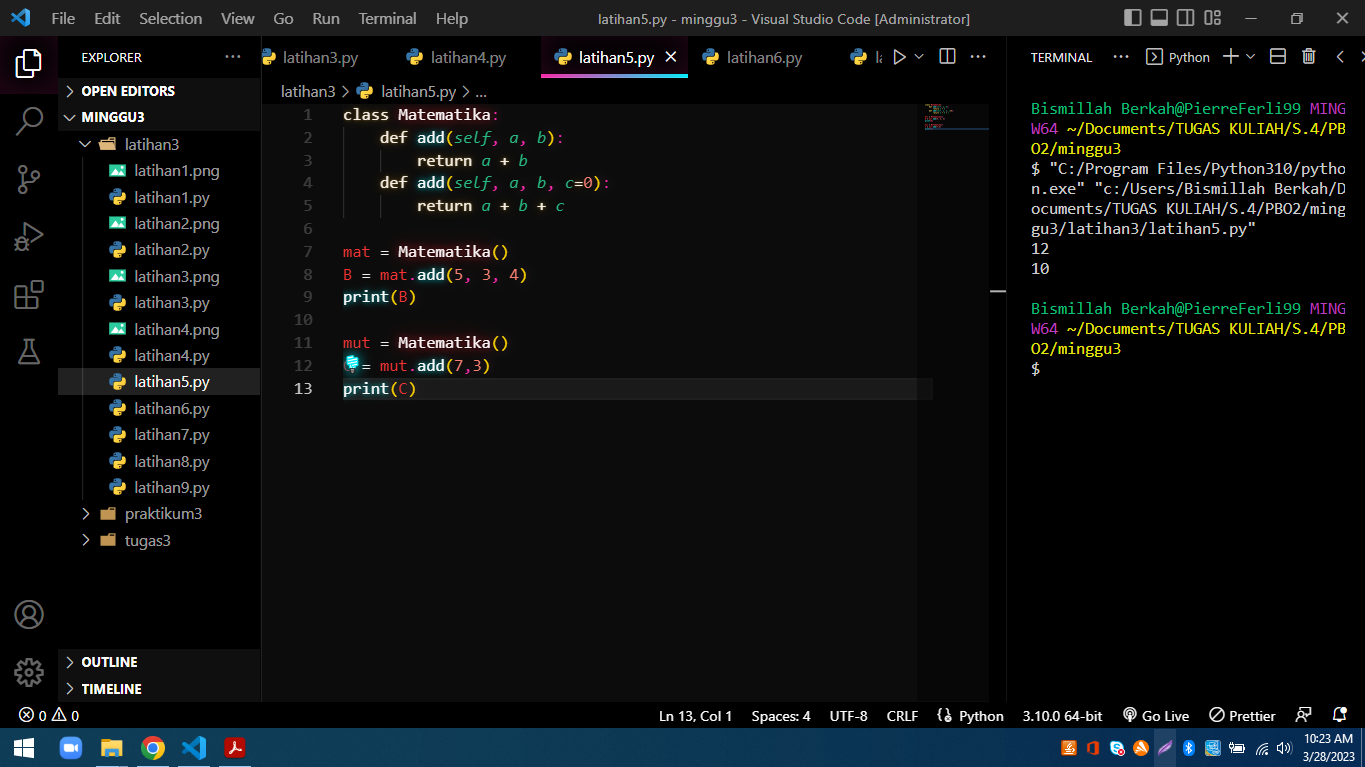 File Edit Selection View Go Run Terminal Help
latihan5.py - minggu3 - Visual Studio Code [Administrator]
EXPLORER
OPEN EDITORS
MINGGU3
latihan3
latihan1.png
latihan1.py
latihan2.png
latihan2.py
latihan3.png
latihan3.py
latihan4.png
latihan4.py
latihan5.py
latihan6.py
latihan7.py
latihan8.py
latihan9.py
praktikum3
tugas3
OUTLINE
TIMELINE
latihan3.py latihan4.py latihan5.py latihan6.py la
latihan3 > latihan5.py > ...
1 class Matematika:
2     def add(self, a, b):
3         return a + b
4     def add(self, a, b, c=0):
5         return a + b + c
6
7 mat = Matematika()
8 B = mat.add(5, 3, 4)
9 print(B)
10
11 mut = Matematika()
12 = mut.add(7,3)
13 print(C)
TERMINAL ... Python
Bismillah Berkah@PierreFerli99 MING
W64 ~/Documents/TUGAS KULIAH/S.4/PB
O2/minggu3
$ "C:/Program Files/Python310/pytho
n.exe" "c:/Users/Bismillah Berkah/D
ocuments/TUGAS KULIAH/S.4/PBO2/ming
gu3/latihan3/latihan5.py"
12
10
Bismillah Berkah@PierreFerli99 MING
W64 ~/Documents/TUGAS KULIAH/S.4/PB
O2/minggu3
$
0 0 Ln 13, Col 1 Spaces: 4 UTF-8 CRLF Python 3.10.0 64-bit Go Live Prettier
10:23 AM
3/28/2023